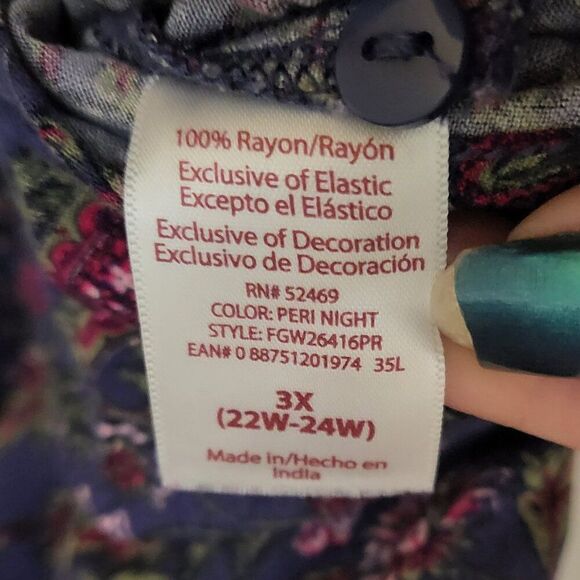 100% Rayon/Rayón
Exclusive of Elastic
Excepto el Elástico
Exclusive of Decoration
Exclusivo de Decoración
RN# 52469
COLOR: PERI NIGHT
STYLE: FGW26416PR
EAN# 0 88751201974 35L
3X
(22W-24W)
Made in/Hecho en
India